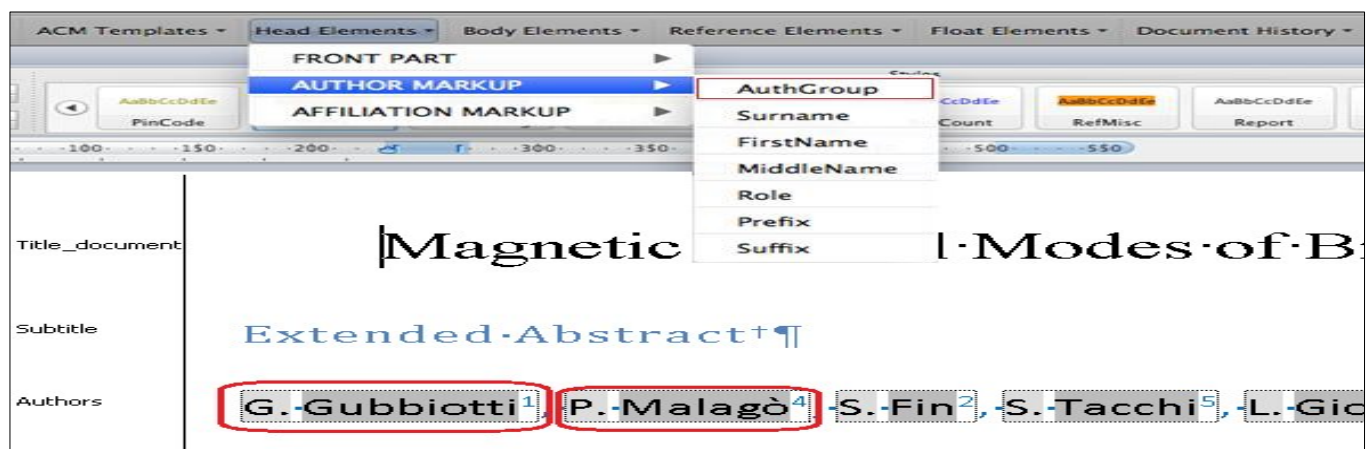 ACM Templates Head Elements Body Elements Reference Elements Float Elements Document History
FRONT PART
AUTHOR MARKUP
AFFILIATION MARKUP
AuthGroup
Surname
FirstName
MiddleName
Role
Prefix
Suffix
AaBbCcDdEe
PinCode
CcDdEe
Count
AaBbCcDdEe
RefMisc
AaBbCcDdEe
Report
100 150 200 300 350 500 550
Title_document
Magnetic l·Modes·of·B
Subtitle
Extended·Abstract†¶
Authors
G.·Gubbiotti¹, P.·Malagò⁴, S.·Fin², S.·Tacchi⁵, L.·Gio